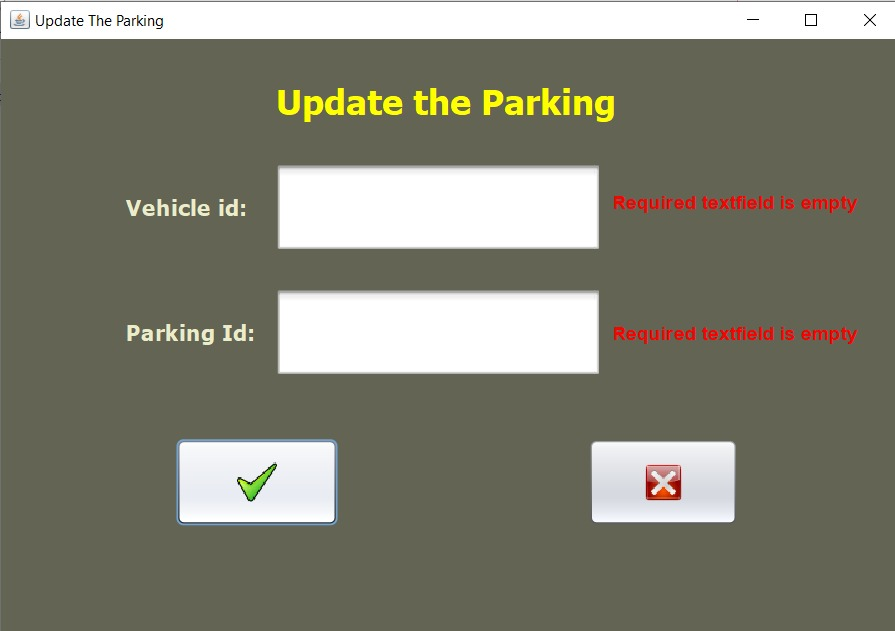 Update The Parking
Update the Parking
Vehicle id:
Required textfield is empty
Parking Id:
Required textfield is empty